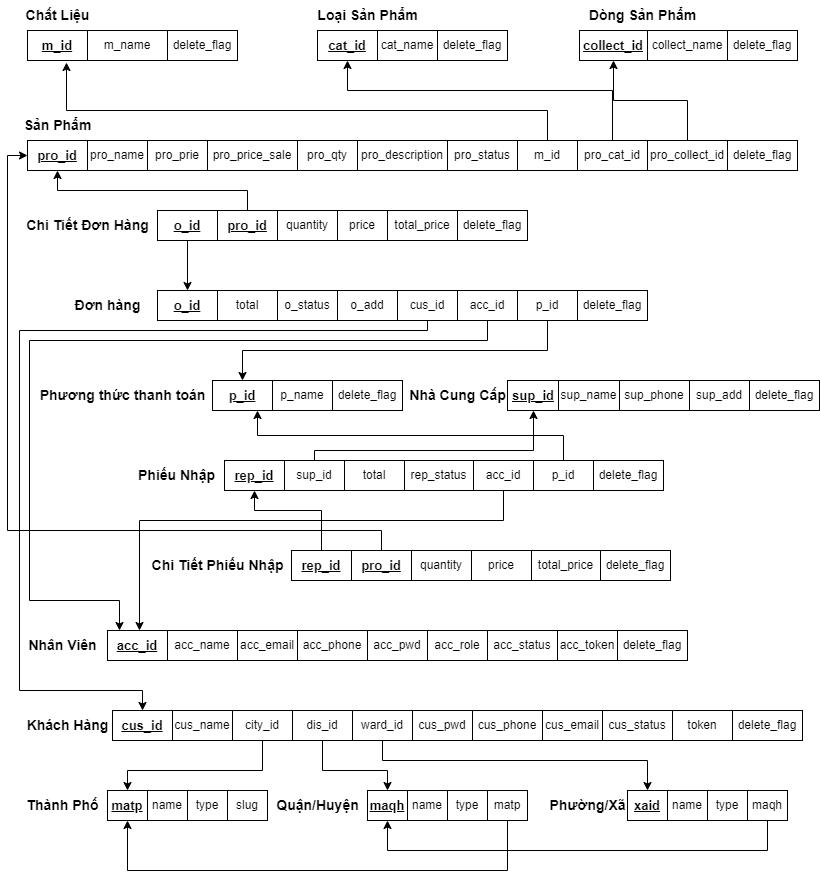 Chất Liệu Loại Sản Phẩm Dòng Sản Phẩm
m_id m_name delete_flag cat_id cat_name delete_flag collect_id collect_name delete_flag
Sản Phẩm
pro_id pro_name pro_prie pro_price_sale pro_qty pro_description pro_status m_id pro_cat_id pro_collect_id delete_flag
Chi Tiết Đơn Hàng o_id pro_id quantity price total_price delete_flag
Đơn hàng o_id total o_status o_add cus_id acc_id p_id delete_flag
Phương thức thanh toán p_id p_name delete_flag Nhà Cung Cấp sup_id sup_name sup_phone sup_add delete_flag
Phiếu Nhập rep_id sup_id total rep_status acc_id p_id delete_flag
Chi Tiết Phiếu Nhập rep_id pro_id quantity price total_price delete_flag
Nhân Viên acc_id acc_name acc_email acc_phone acc_pwd acc_role acc_status acc_token delete_flag
Khách Hàng cus_id cus_name city_id dis_id ward_id cus_pwd cus_phone cus_email cus_status token delete_flag
Thành Phố matp name type slug Quận/Huyện maqh name type matp Phường/Xã xaid name type maqh